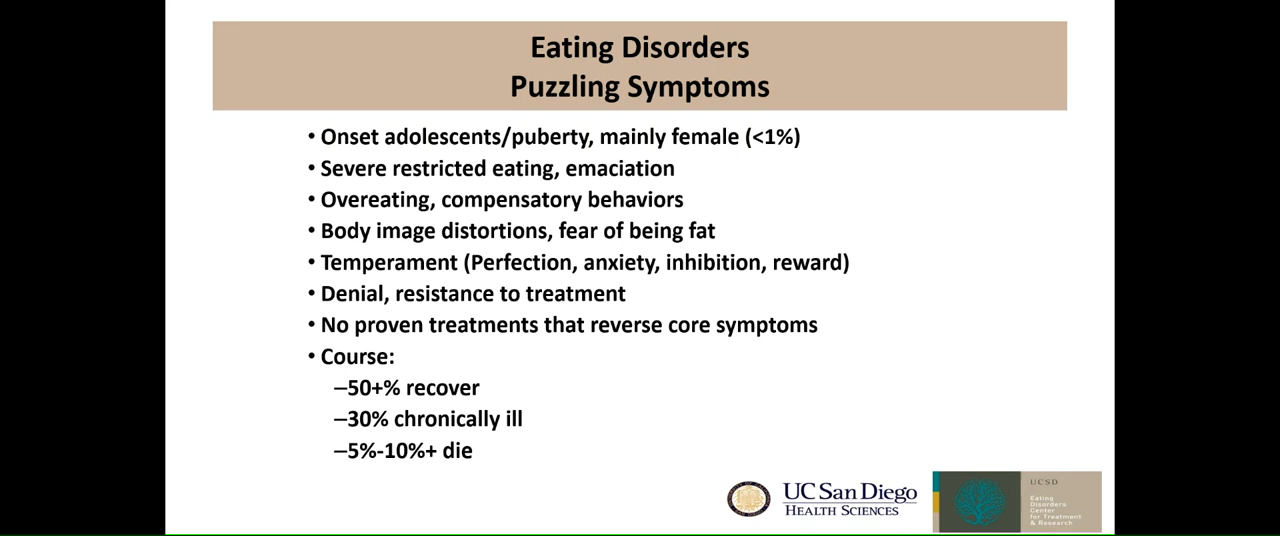 Eating Disorders
Puzzling Symptoms
• Onset adolescents/puberty, mainly female (<1%)
• Severe restricted eating, emaciation
• Overeating, compensatory behaviors
• Body image distortions, fear of being fat
• Temperament (Perfection, anxiety, inhibition, reward)
• Denial, resistance to treatment
• No proven treatments that reverse core symptoms
• Course:
–50+% recover
–30% chronically ill
–5%-10%+ die
UC San Diego
HEALTH SCIENCES
UCSD
Eating
Disorders
Center
for Treatment
& Research